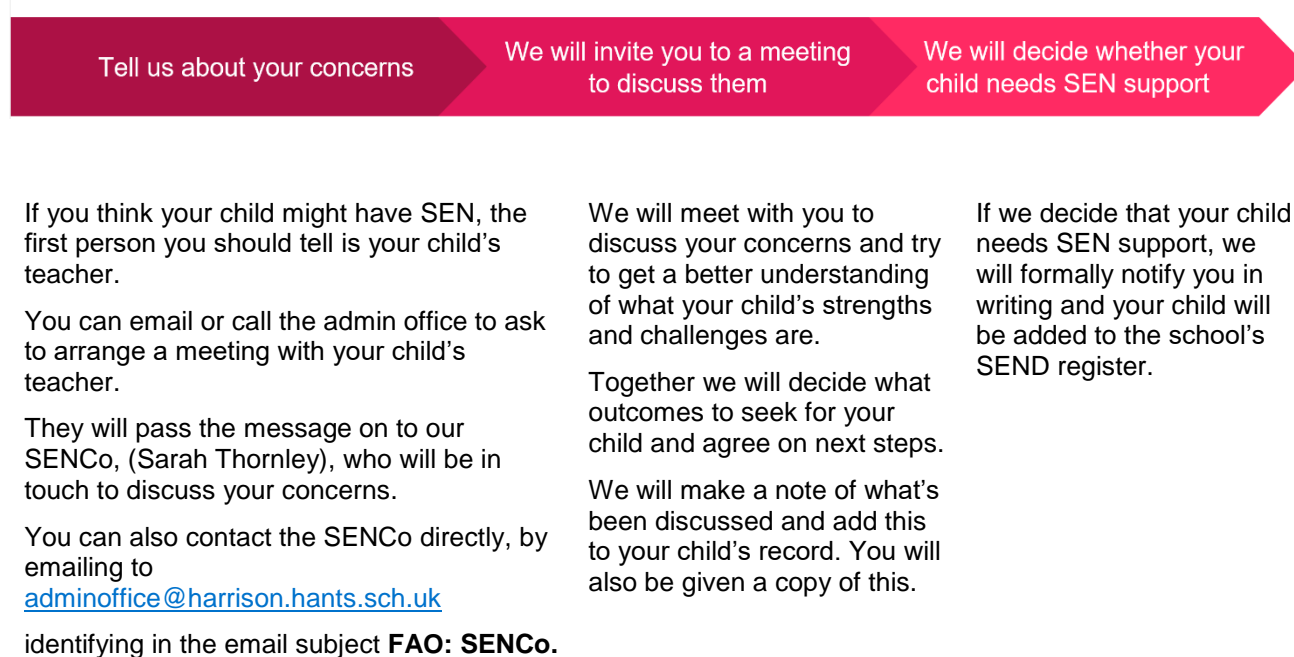 Tell us about your concerns
We will invite you to a meeting
to discuss them
We will decide whether your
child needs SEN support
If you think your child might have SEN, the
first person you should tell is your child’s
teacher.
You can email or call the admin office to ask
to arrange a meeting with your child’s
teacher.
They will pass the message on to our
SENCo, (Sarah Thornley), who will be in
touch to discuss your concerns.
You can also contact the SENCo directly, by
emailing to
adminoffice@harrison.hants.sch.uk
identifying in the email subject FAO: SENCo.
We will meet with you to
discuss your concerns and try
to get a better understanding
of what your child’s strengths
and challenges are.
Together we will decide what
outcomes to seek for your
child and agree on next steps.
We will make a note of what’s
been discussed and add this
to your child’s record. You will
also be given a copy of this.
If we decide that your child
needs SEN support, we
will formally notify you in
writing and your child will
be added to the school’s
SEND register.